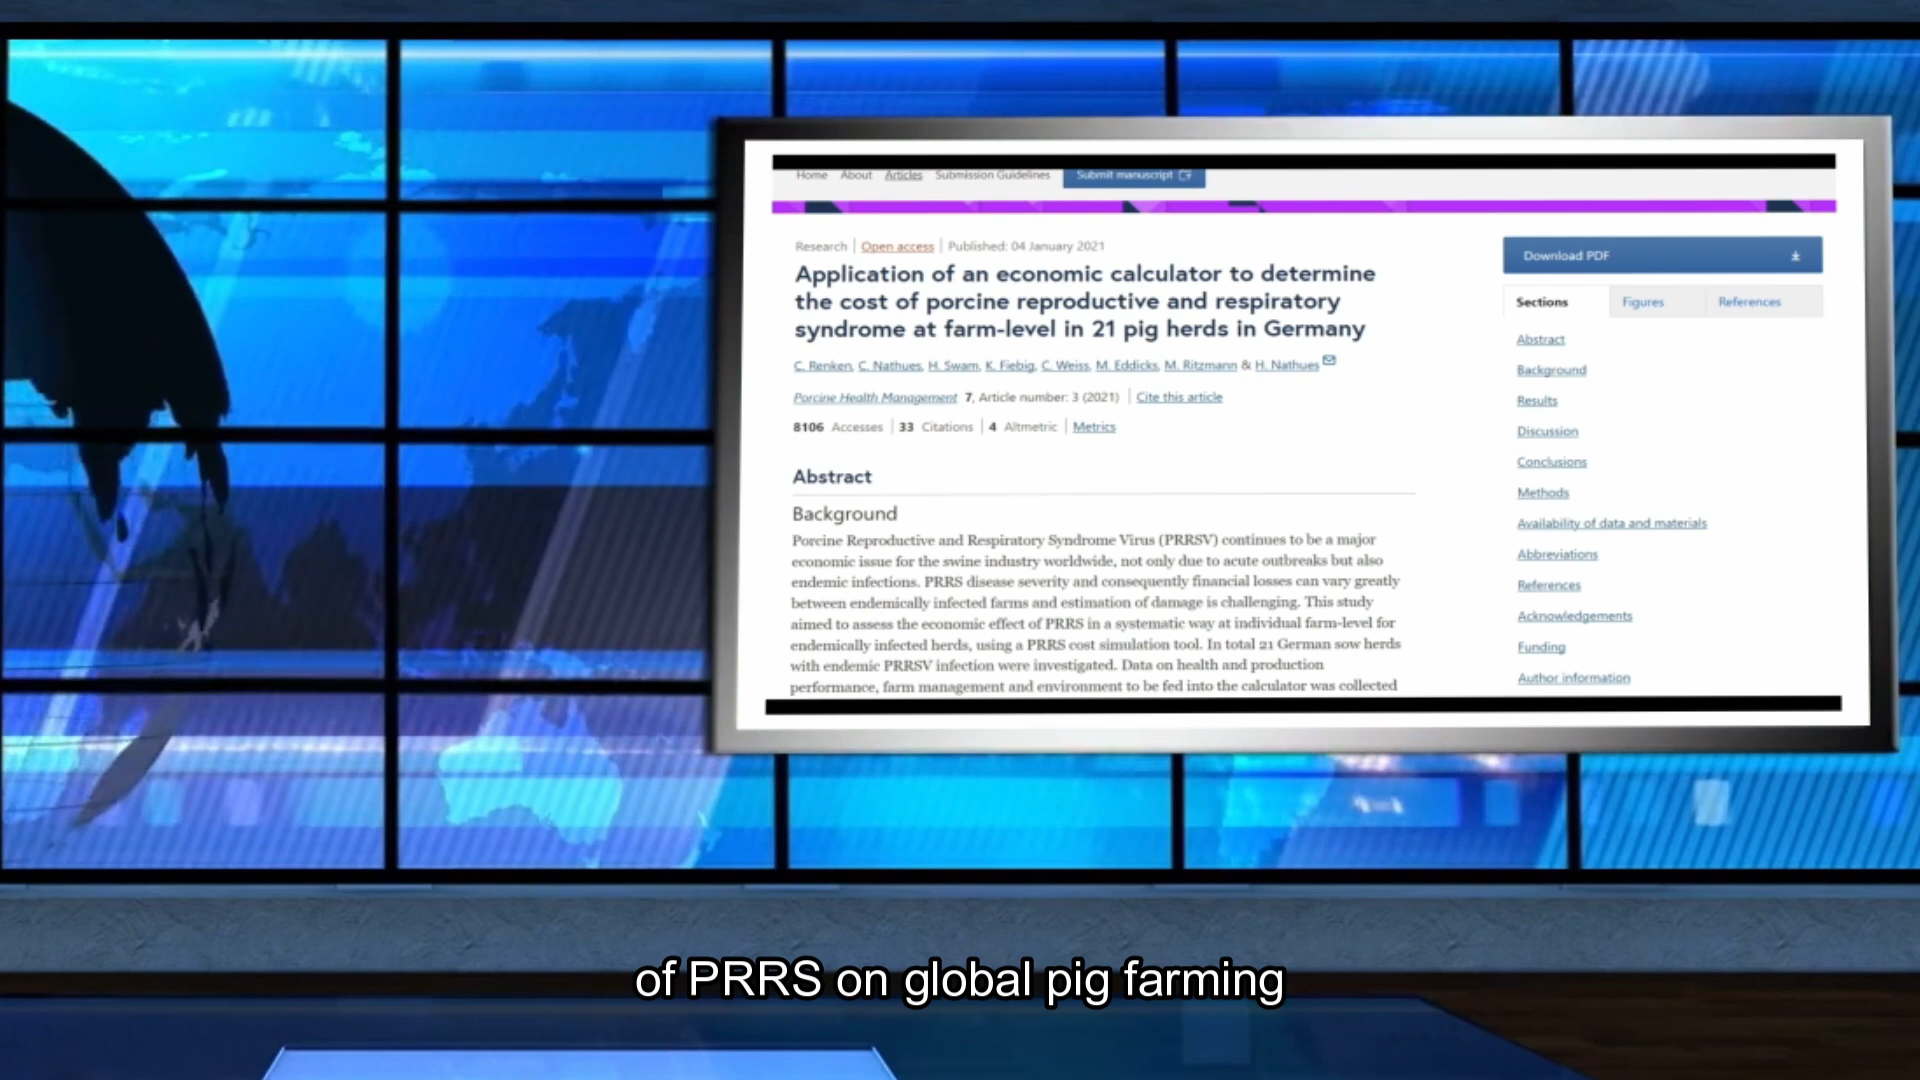 Home About Articles Submission Guidelines Submit manuscript
Research Open access Published: 04 January 2021
Application of an economic calculator to determine
the cost of porcine reproductive and respiratory
syndrome at farm-level in 21 pig herds in Germany
C. Renken, C. Nathues, H. Swam, K. Fiebig, C. Weiss, M. Eddicks, M. Ritzmann & H. Nathues
Porcine Health Management 7, Article number: 3 (2021) Cite this article
8106 Accesses 33 Citations 4 Altmetric Metrics
Abstract
Background
Porcine Reproductive and Respiratory Syndrome Virus (PRRSV) continues to be a major
economic issue for the swine industry worldwide, not only due to acute outbreaks but also
endemic infections. PRRS disease severity and consequently financial losses can vary greatly
between endemically infected farms and estimation of damage is challenging. This study
aimed to assess the economic effect of PRRS in a systematic way at individual farm-level for
endemically infected herds, using a PRRS cost simulation tool. In total 21 German sow herds
with endemic PRRSV infection were investigated. Data on health and production
performance, farm management and environment to be fed into the calculator was collected
Download PDF
Sections Figures References
Abstract
Background
Results
Discussion
Conclusions
Methods
Availability of data and materials
Abbreviations
References
Acknowledgements
Funding
Author information
of PRRS on global pig farming